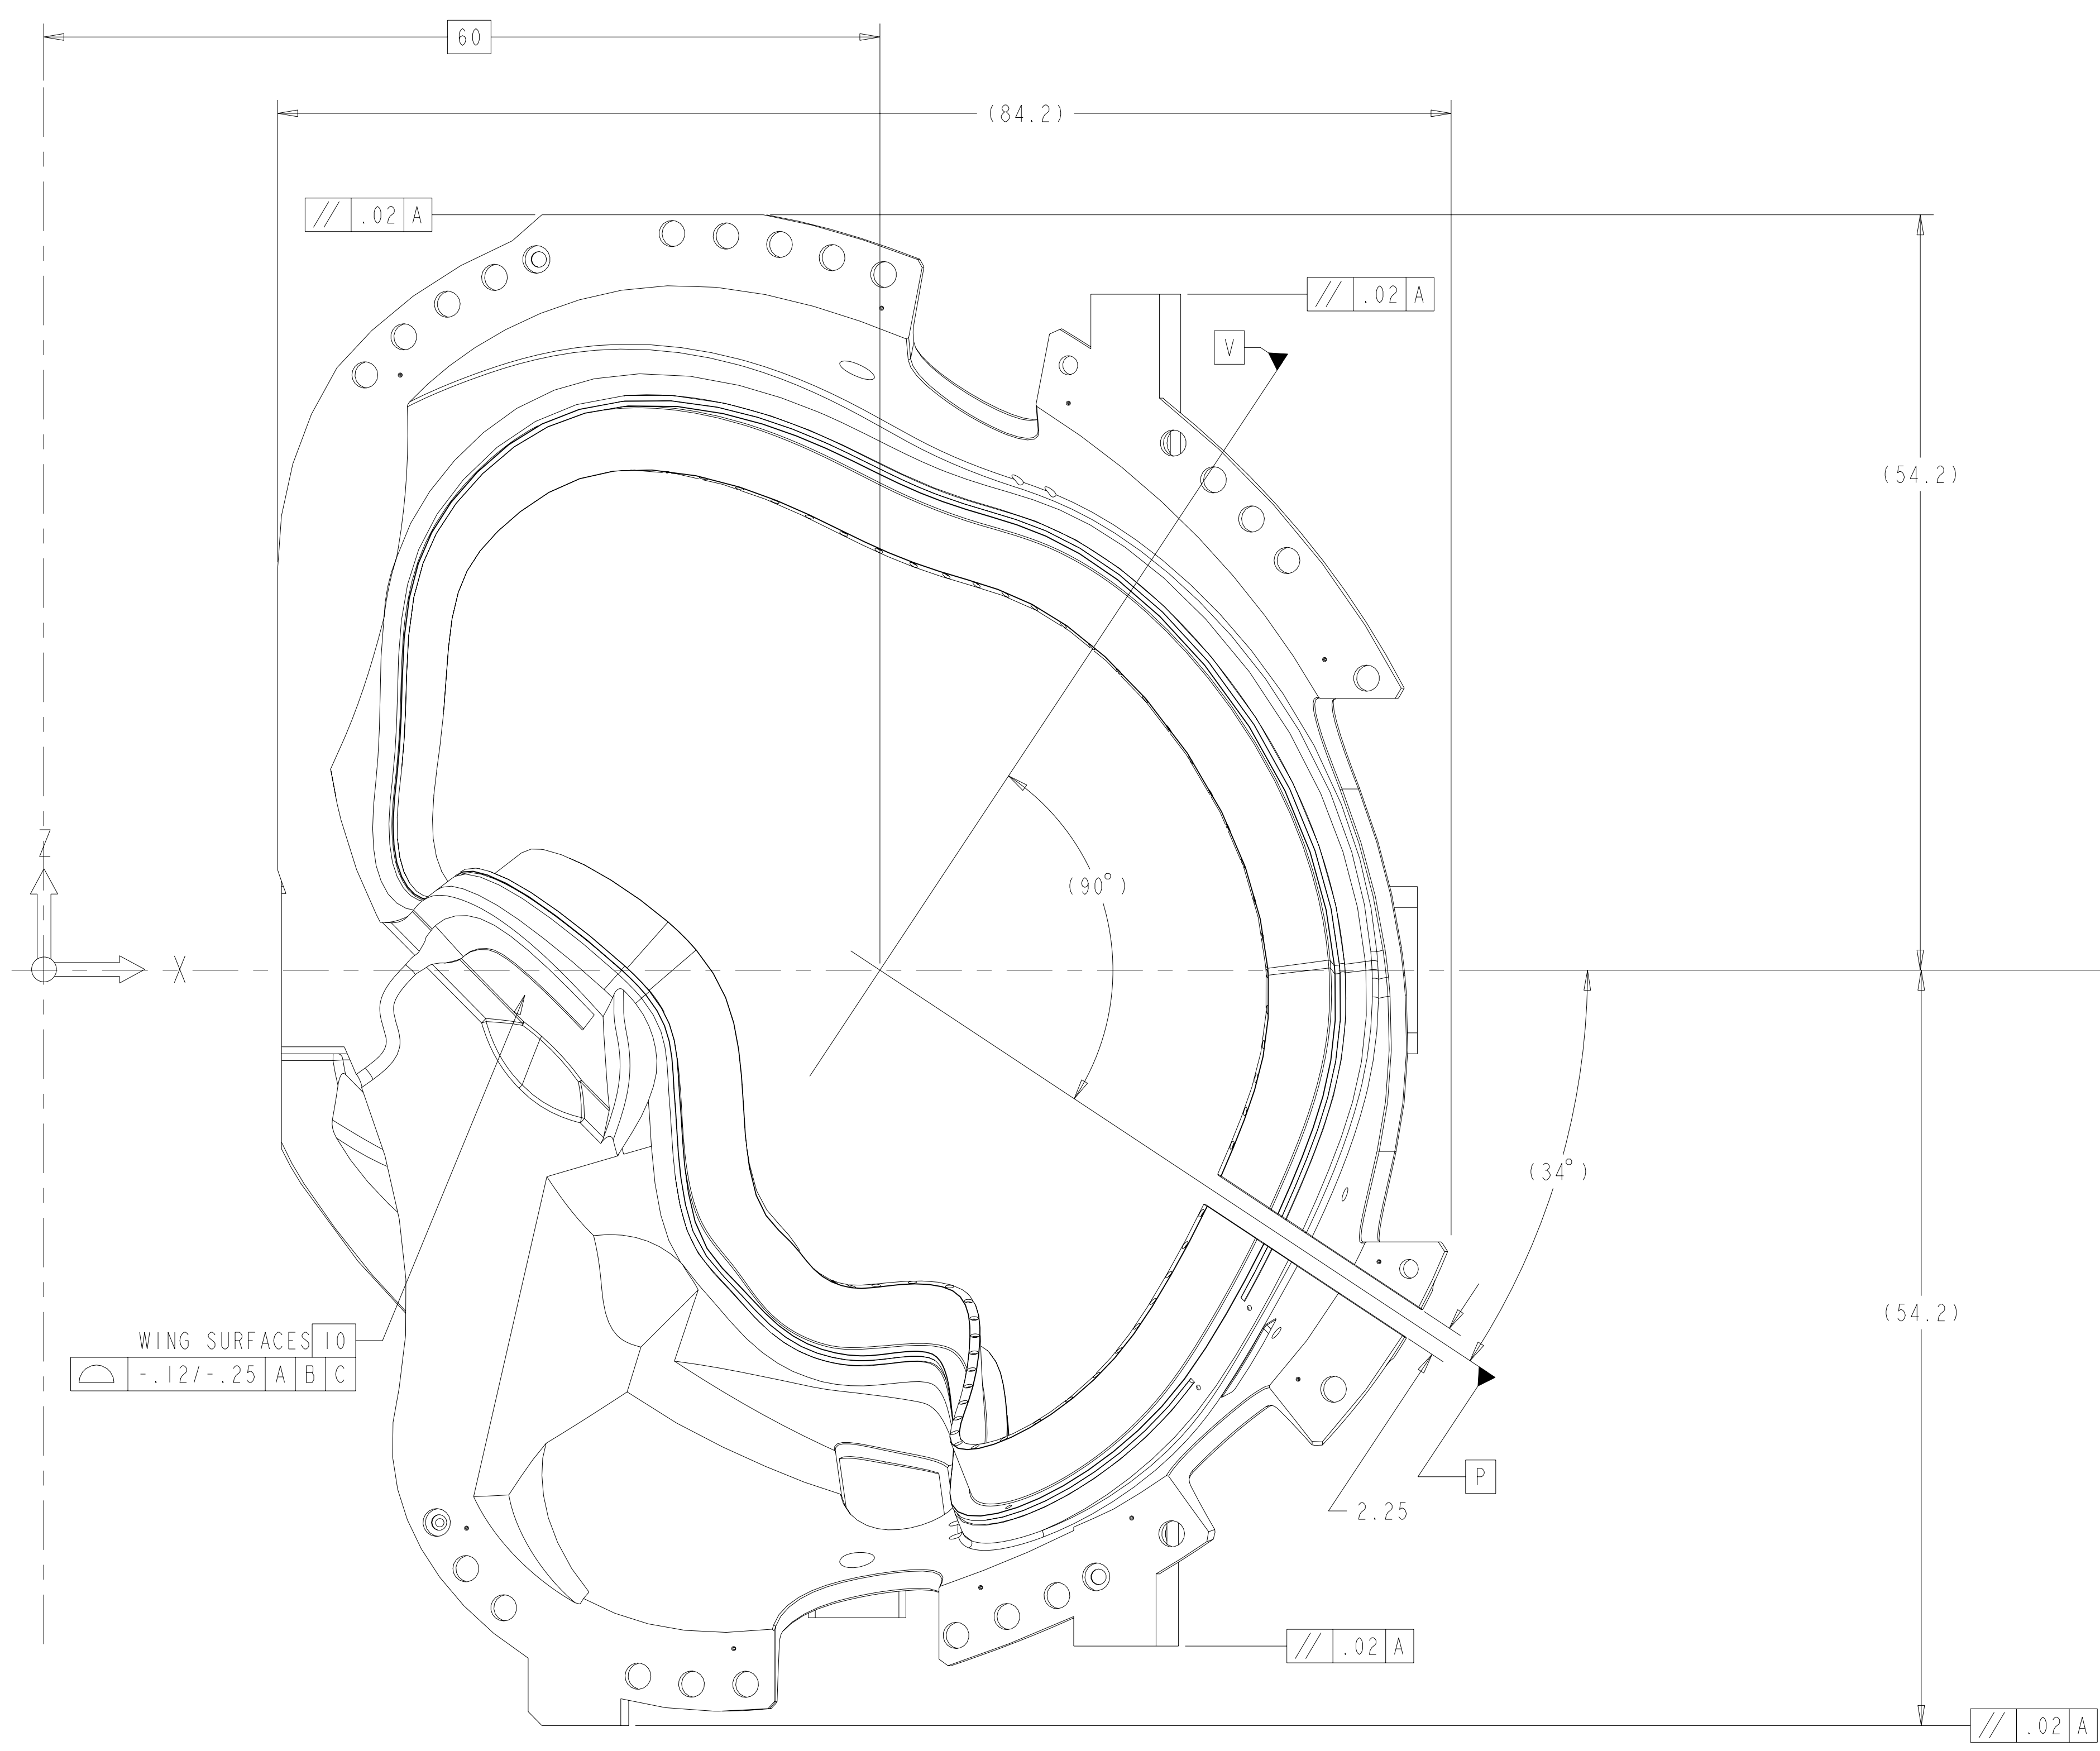 60
(84.2)
// .02 A
// .02 A
V
(54.2)
Z
(90°)
X
(34°)
(54.2)
WING SURFACES 10
⌓ -.12/-.25 A B C
P
2.25
// .02 A
// .02 A